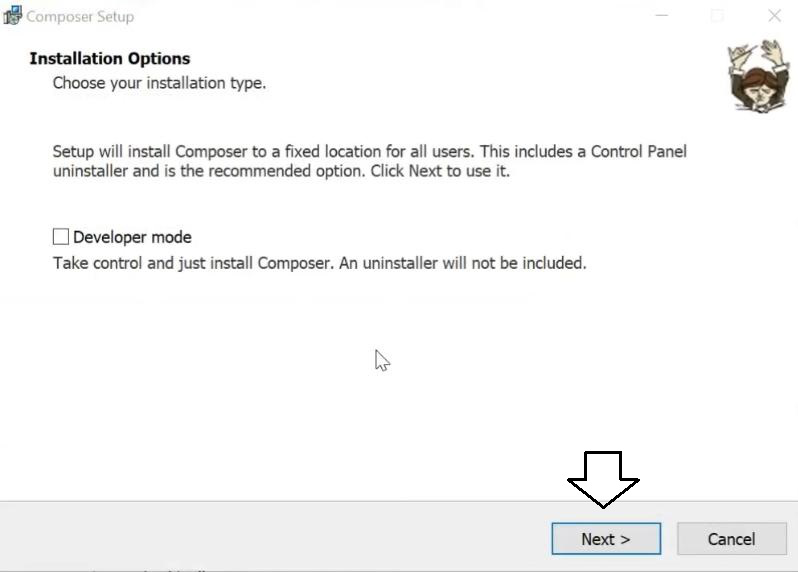 Composer Setup
Installation Options
Choose your installation type.
Setup will install Composer to a fixed location for all users. This includes a Control Panel
uninstaller and is the recommended option. Click Next to use it.
Developer mode
Take control and just install Composer. An uninstaller will not be included.
Next >
Cancel